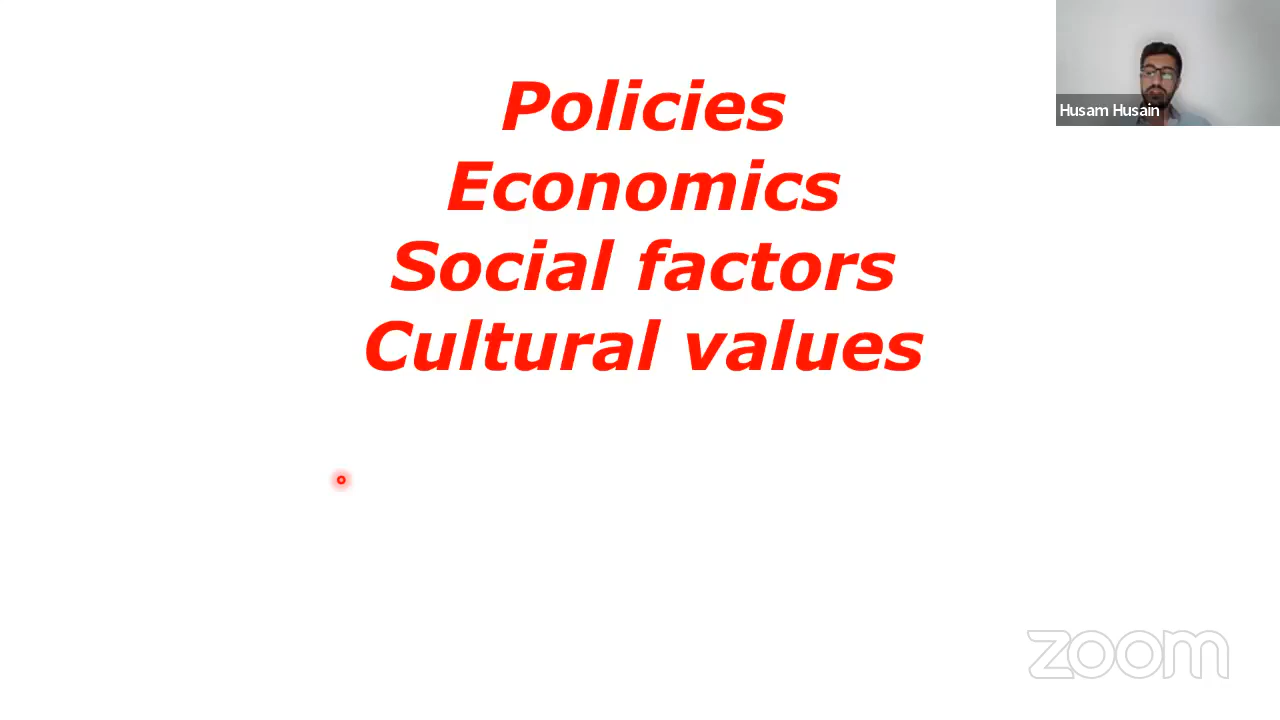 Policies
Economics
Social factors
Cultural values
Husam Husain
zoom